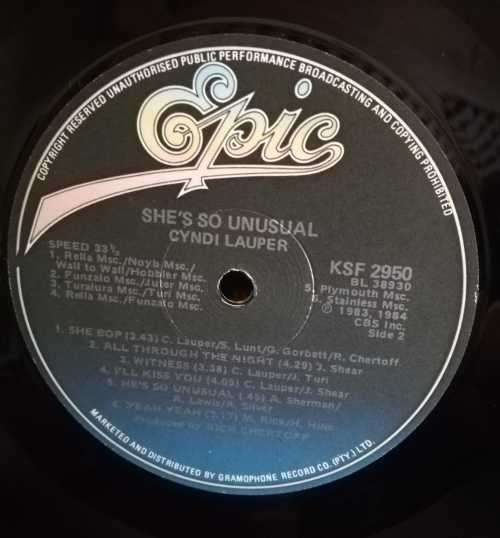 COPYRIGHT RESERVED UNAUTHORISED PUBLIC PERFORMANCE BROADCASTING AND COPYING PROHIBITED
Epic
SHE'S SO UNUSUAL
CYNDI LAUPER
SPEED 33⅓
1. Rella Msc./Noyb Msc./
Wall to Wall/Hobbler Msc.
2. Funzalo Msc./Juter Msc.
3. Turalura Msc./Turi Msc.
4. Rella Msc./Funzalo Msc.
KSF 2950
BL 38930
5. Plymouth Msc.
6. Stainless Msc.
℗ 1983, 1984
CBS Inc.
Side 2
1. SHE BOP (3.43) C. Lauper/S. Lunt/G. Corbett/R. Chertoff
2. ALL THROUGH THE NIGHT (4.29) J. Shear
3. WITNESS (3.38) C. Lauper/J. Turi
4. I'LL KISS YOU (4.05) C. Lauper/J. Shear
5. HE'S SO UNUSUAL (.45) A. Sherman/
A. Lewis/A. Silver
6. YEAH YEAH (3.17) M. Rick/H. Hine
Produced by RICK CHERTOFF
MARKETED AND DISTRIBUTED BY GRAMOPHONE RECORD CO. (PTY.) LTD.